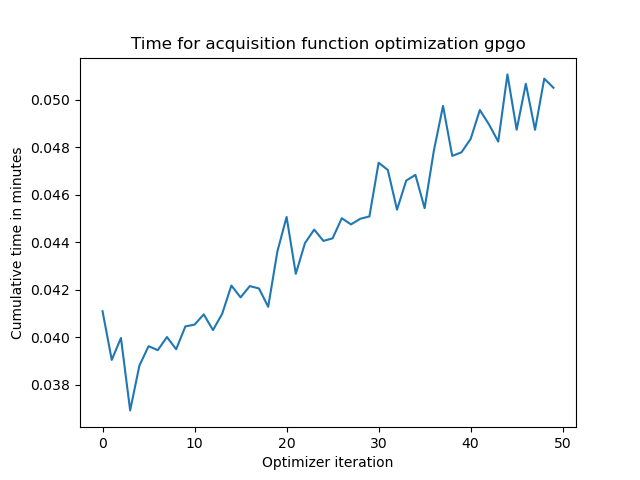 Time for acquisition function optimization gpgo
0.050
0.048
0.046
0.044
0.042
0.040
0.038
Cumulative time in minutes
0 10 20 30 40 50
Optimizer iteration